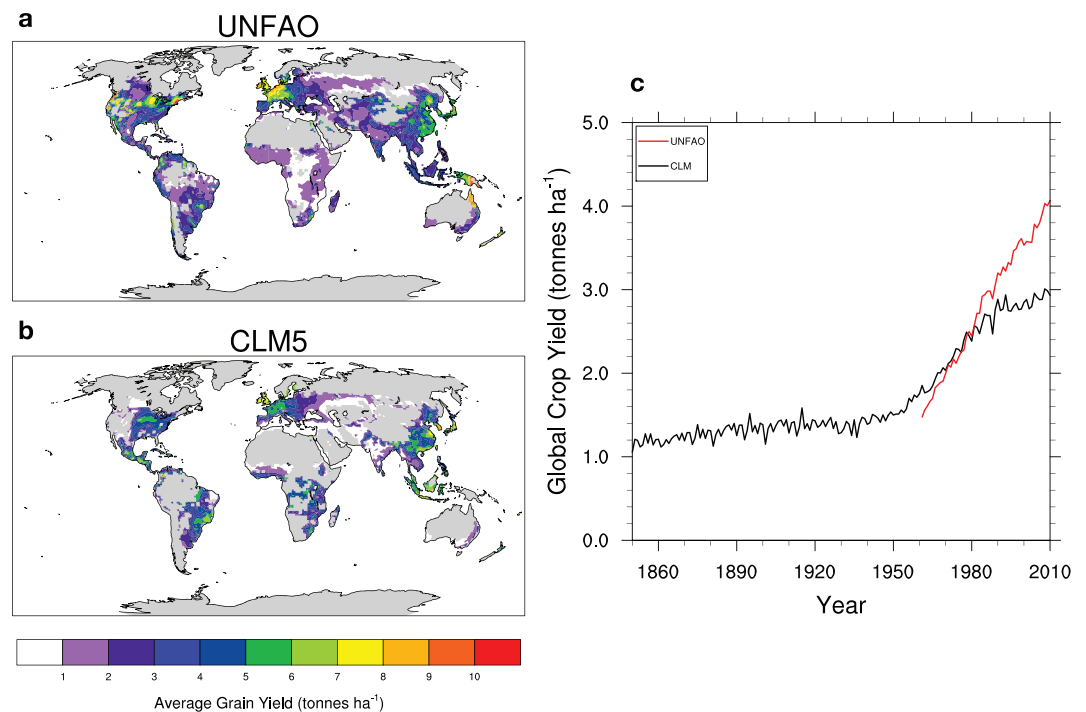 a
UNFAO
b
CLM5
1 2 3 4 5 6 7 8 9 10
Average Grain Yield (tonnes ha⁻¹)
c
Global Crop Yield (tonnes ha⁻¹)
5.0
4.0
3.0
2.0
1.0
0.0
UNFAO
CLM
1860 1890 1920 1950 1980 2010
Year